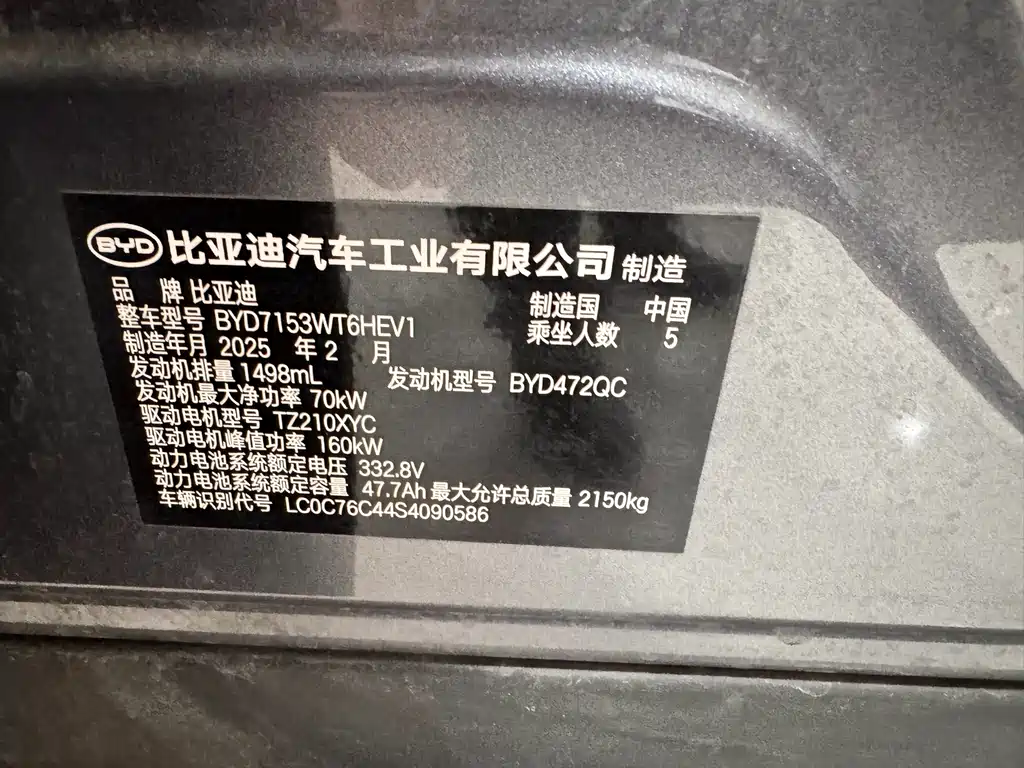 BYD 比亚迪汽车工业有限公司 制造
品 牌 比亚迪 制造国 中国
整车型号 BYD7153WT6HEV1 乘坐人数 5
制造年月 2025 年 2 月
发动机排量 1498mL 发动机型号 BYD472QC
发动机最大净功率 70kW
驱动电机型号 TZ210XYC
驱动电机峰值功率 160kW
动力电池系统额定电压 332.8V
动力电池系统额定容量 47.7Ah 最大允许总质量 2150kg
车辆识别代号 LC0C76C44S4090586